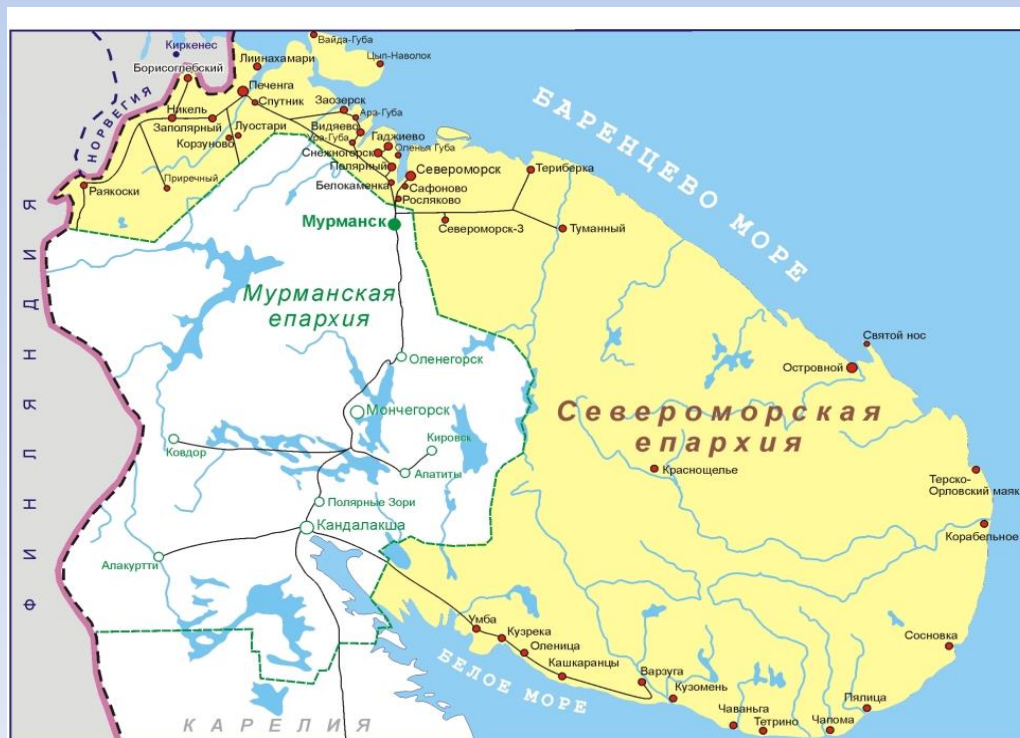 Киркенес
Борисоглебский
Лиинахамари
Вайда-Губа
Цып-Наволок
Печенга
Спутник
НОРВЕГИЯ
Никель
Заполярный
Луостари
Корзуново
Заозерск
Ара-Губа
Видяево
Ура-Губа
Гаджиево
Оленья Губа
Снежногорск
Полярный
Раякоски
Приречный
Белокаменка
Североморск
Сафоново
Росляково
Териберка
БАРЕНЦЕВО МОРЕ
Мурманск
Североморск-3
Туманный
ФИНЛЯНДИЯ
Мурманская
епархия
Святой нос
Островной
Оленегорск
Мончегорск
Североморская
епархия
Ковдор
Кировск
Апатиты
Краснощелье
Терско-
Орловский маяк
Полярные Зори
Кандалакша
Корабельное
Алакуртти
Умба
Кузрека
Оленица
Кашкаранцы
Варзуга
Кузомень
Сосновка
БЕЛОЕ МОРЕ
Пялица
Чаваньга
Тетрино
Чапома
КАРЕЛИЯ